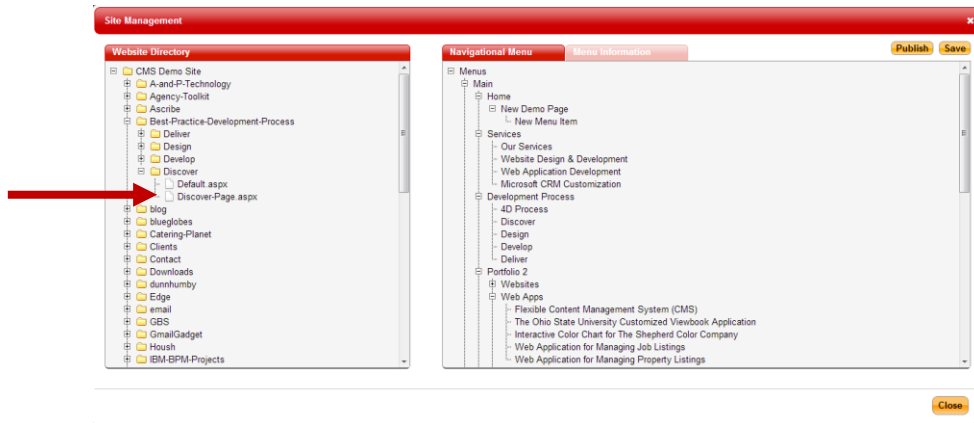 Site Management
Website Directory
CMS Demo Site
A-and-P-Technology
Agency-Toolkit
Ascribe
Best-Practice-Development-Process
Deliver
Design
Develop
Discover
Default.aspx
Discover-Page.aspx
blog
blueglobes
Catering-Planet
Clients
Contact
Downloads
dunnhumby
Edge
email
GBS
GmailGadget
Housh
IBM-BPM-Projects
Navigational Menu
Menu Information
Publish
Save
Menus
Main
Home
New Demo Page
New Menu Item
Services
Our Services
Website Design & Development
Web Application Development
Microsoft CRM Customization
Development Process
4D Process
Discover
Design
Develop
Deliver
Portfolio 2
Websites
Web Apps
Flexible Content Management System (CMS)
The Ohio State University Customized Viewbook Application
Interactive Color Chart for The Shepherd Color Company
Web Application for Managing Job Listings
Web Application for Managing Property Listings
Close